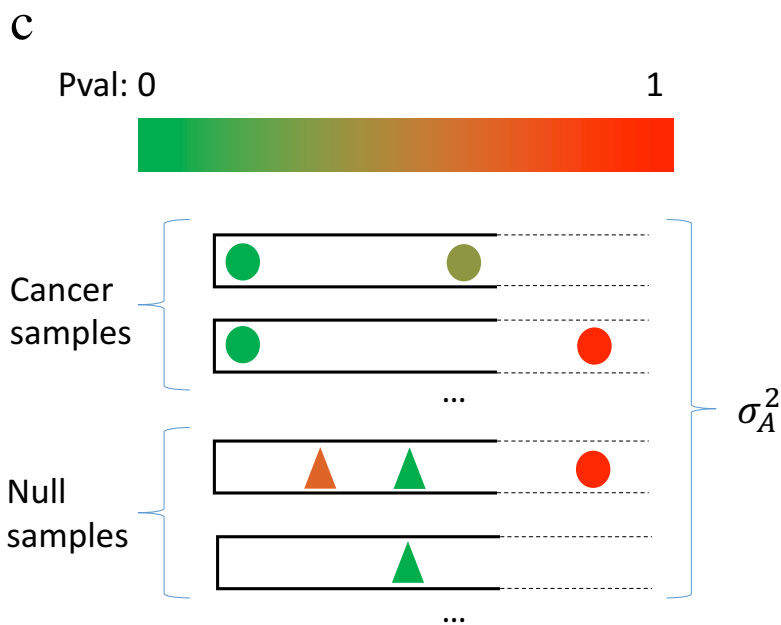 c
Pval: 0 1
Cancer
samples
...
σ_A^2
Null
samples
...